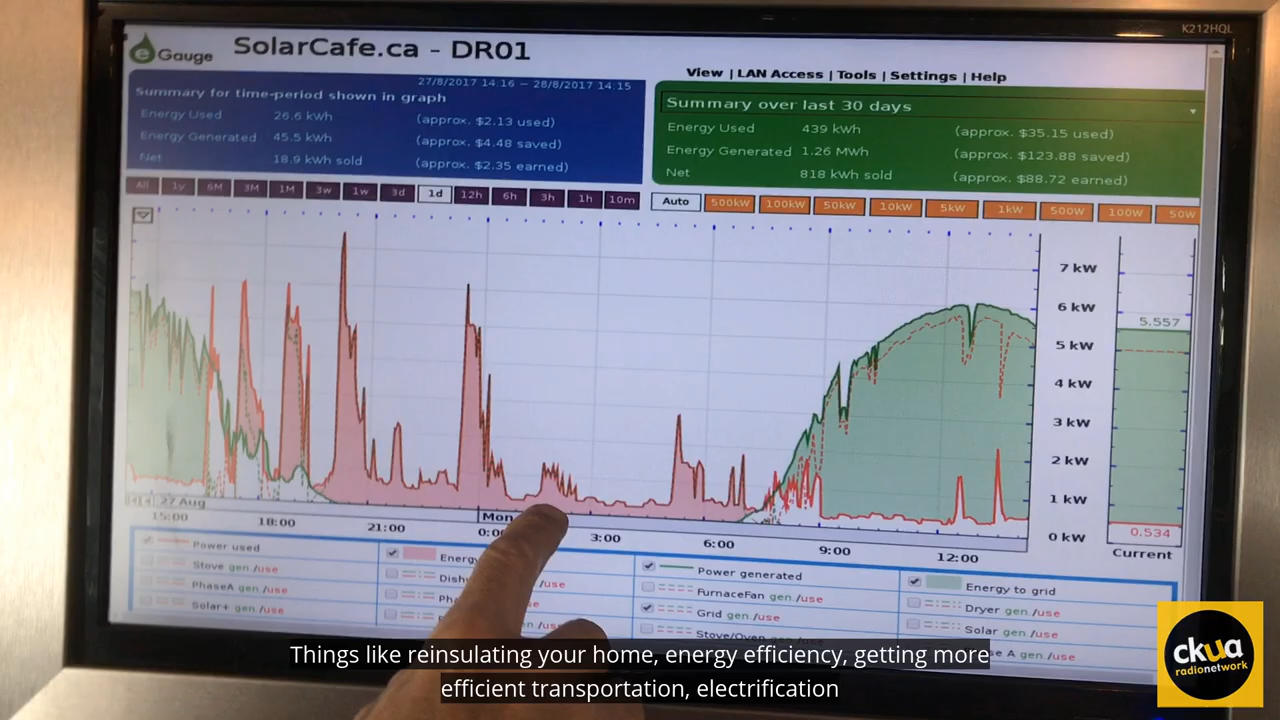 K212HQL
eGauge
SolarCafe.ca - DR01
View | LAN Access | Tools | Settings | Help
27/8/2017 14:16 — 28/8/2017 14:15
Summary for time-period shown in graph
Energy Used 26.6 kWh (approx. $2.13 used)
Energy Generated 45.5 kWh (approx. $4.48 saved)
Net 18.9 kWh sold (approx. $2.35 earned)
Summary over last 30 days
Energy Used 439 kWh (approx. $35.15 used)
Energy Generated 1.26 MWh (approx. $123.88 saved)
Net 818 kWh sold (approx. $88.72 earned)
All 1y 6M 3M 1M 3w 1w 3d 1d 12h 6h 3h 1h 10m
Auto 500kW 100kW 50kW 10kW 5kW 1kW 500W 100W 50W
7 kW
6 kW
5 kW
4 kW
3 kW
2 kW
1 kW
0 kW
5.557
0.534
Current
27 Aug
Mon
15:00 18:00 21:00 0:00 3:00 6:00 9:00 12:00
Power used Energy Power generated Energy to grid
Stove gen./use Dish /use FurnaceFan gen./use Dryer gen./use
PhaseA gen./use Grid gen./use Solar gen./use
Solar+ gen./use Stove/Oven A gen./use
Things like reinsulating your home, energy efficiency, getting more
efficient transportation, electrification
ckua
radionetwork